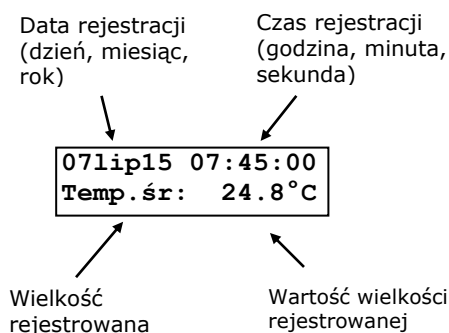 Data rejestracji
(dzień, miesiąc,
rok)
Czas rejestracji
(godzina, minuta,
sekunda)
07lip15 07:45:00
Temp.śr: 24.8°C
Wielkość
rejestrowana
Wartość wielkości
rejestrowanej